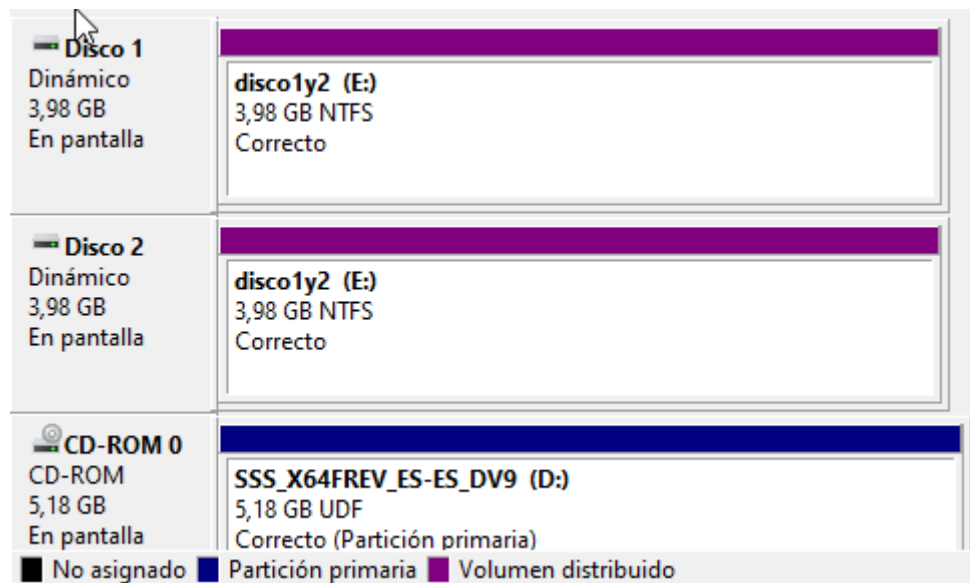 Disco 1
Dinámico
3,98 GB
En pantalla
disco1y2 (E:)
3,98 GB NTFS
Correcto
Disco 2
Dinámico
3,98 GB
En pantalla
disco1y2 (E:)
3,98 GB NTFS
Correcto
CD-ROM 0
CD-ROM
5,18 GB
En pantalla
SSS_X64FREV_ES-ES_DV9 (D:)
5,18 GB UDF
Correcto (Partición primaria)
No asignado Partición primaria Volumen distribuido